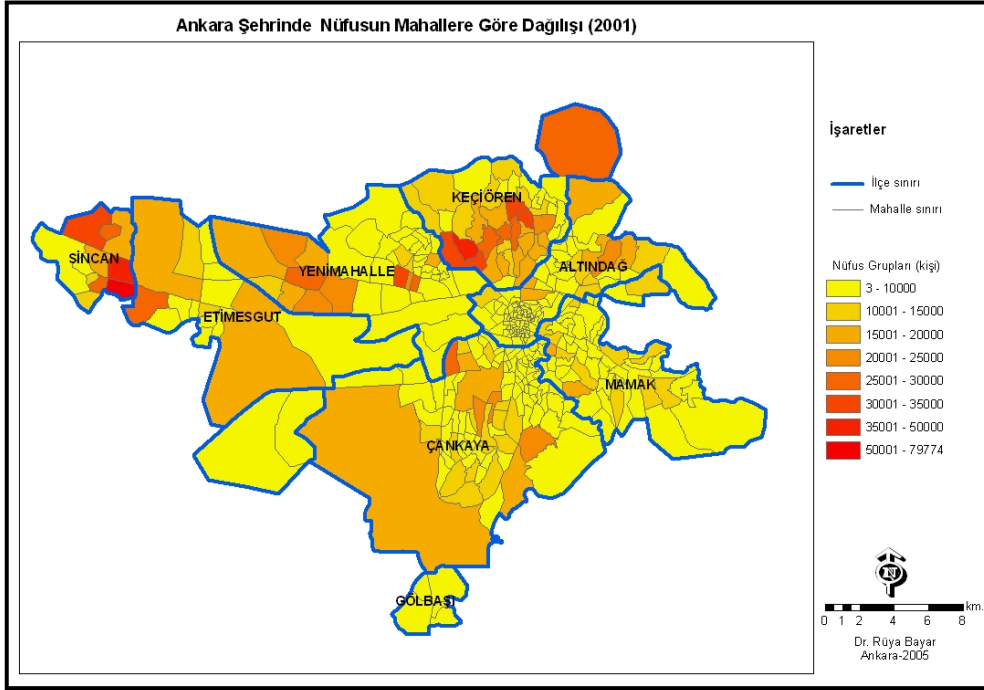 Ankara Şehrinde Nüfusun Mahallere Göre Dağılışı (2001)
KEÇİÖREN
SİNCAN
YENİMAHALLE
ALTINDAĞ
ETİMESGUT
MAMAK
ÇANKAYA
GÖLBAŞI
İşaretler
İlçe sınırı
Mahalle sınırı
Nüfus Grupları (kişi)
3 - 10000
10001 - 15000
15001 - 20000
20001 - 25000
25001 - 30000
30001 - 35000
35001 - 50000
50001 - 79774
N
km.
0 1 2 4 6 8
Dr. Rüya Bayar
Ankara-2005